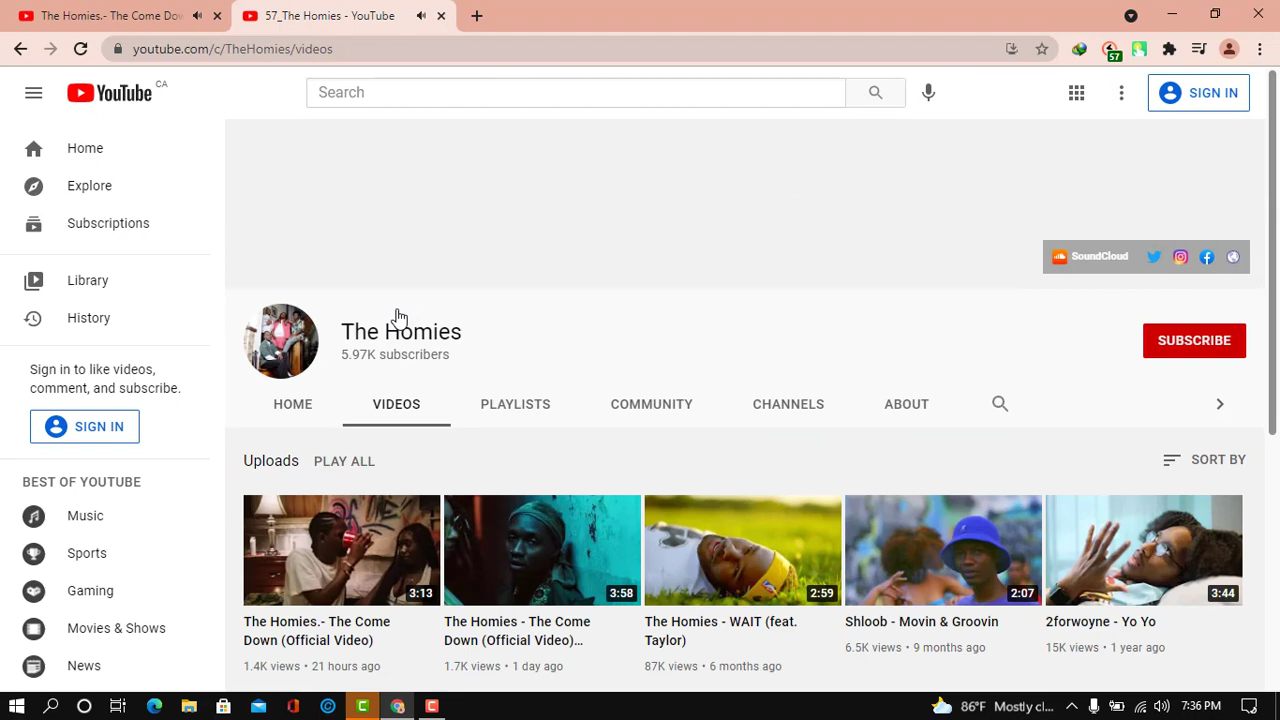 The Homies.- The Come Dow
57_The Homies - YouTube
youtube.com/c/TheHomies/videos
57
YouTube CA
Search
SIGN IN
Home
Explore
Subscriptions
Library
History
Sign in to like videos,
comment, and subscribe.
SIGN IN
BEST OF YOUTUBE
Music
Sports
Gaming
Movies & Shows
News
SoundCloud
The Homies
5.97K subscribers
SUBSCRIBE
HOME VIDEOS PLAYLISTS COMMUNITY CHANNELS ABOUT
Uploads PLAY ALL SORT BY
3:13
The Homies.- The Come
Down (Official Video)
1.4K views • 21 hours ago
3:58
The Homies - The Come
Down (Official Video)...
1.7K views • 1 day ago
2:59
The Homies - WAIT (feat.
Taylor)
87K views • 6 months ago
2:07
Shloob - Movin & Groovin
6.5K views • 9 months ago
3:44
2forwoyne - Yo Yo
15K views • 1 year ago
86°F Mostly cl... 7:36 PM